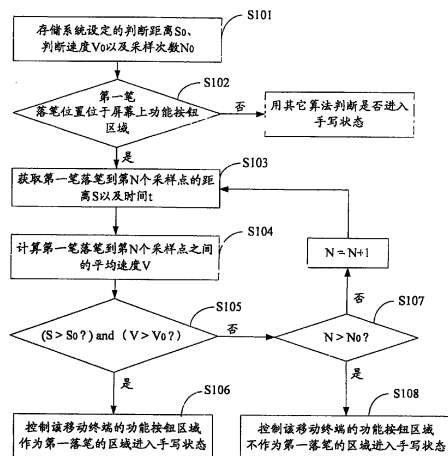 S101
存储系统设定的判断距离S0、
判断速度V0以及采样次数N0
S102
第一笔
落笔位置位于屏幕上功能按钮
区域
否
用其它算法判断是否进入
手写状态
是
S103
获取第一笔落笔到第N个采样点的距
离S以及时间t
S104
计算第一笔落笔到第N个采样点之间
的平均速度V
N=N+1
S105
(S>S0?) and (V>V0?)
否
否
S107
N>N0?
是
是
S106
控制该移动终端的功能按钮区域
作为第一落笔的区域进入手写状态
S108
控制该移动终端的功能按钮区域
不作为第一落笔的区域进入手写状态